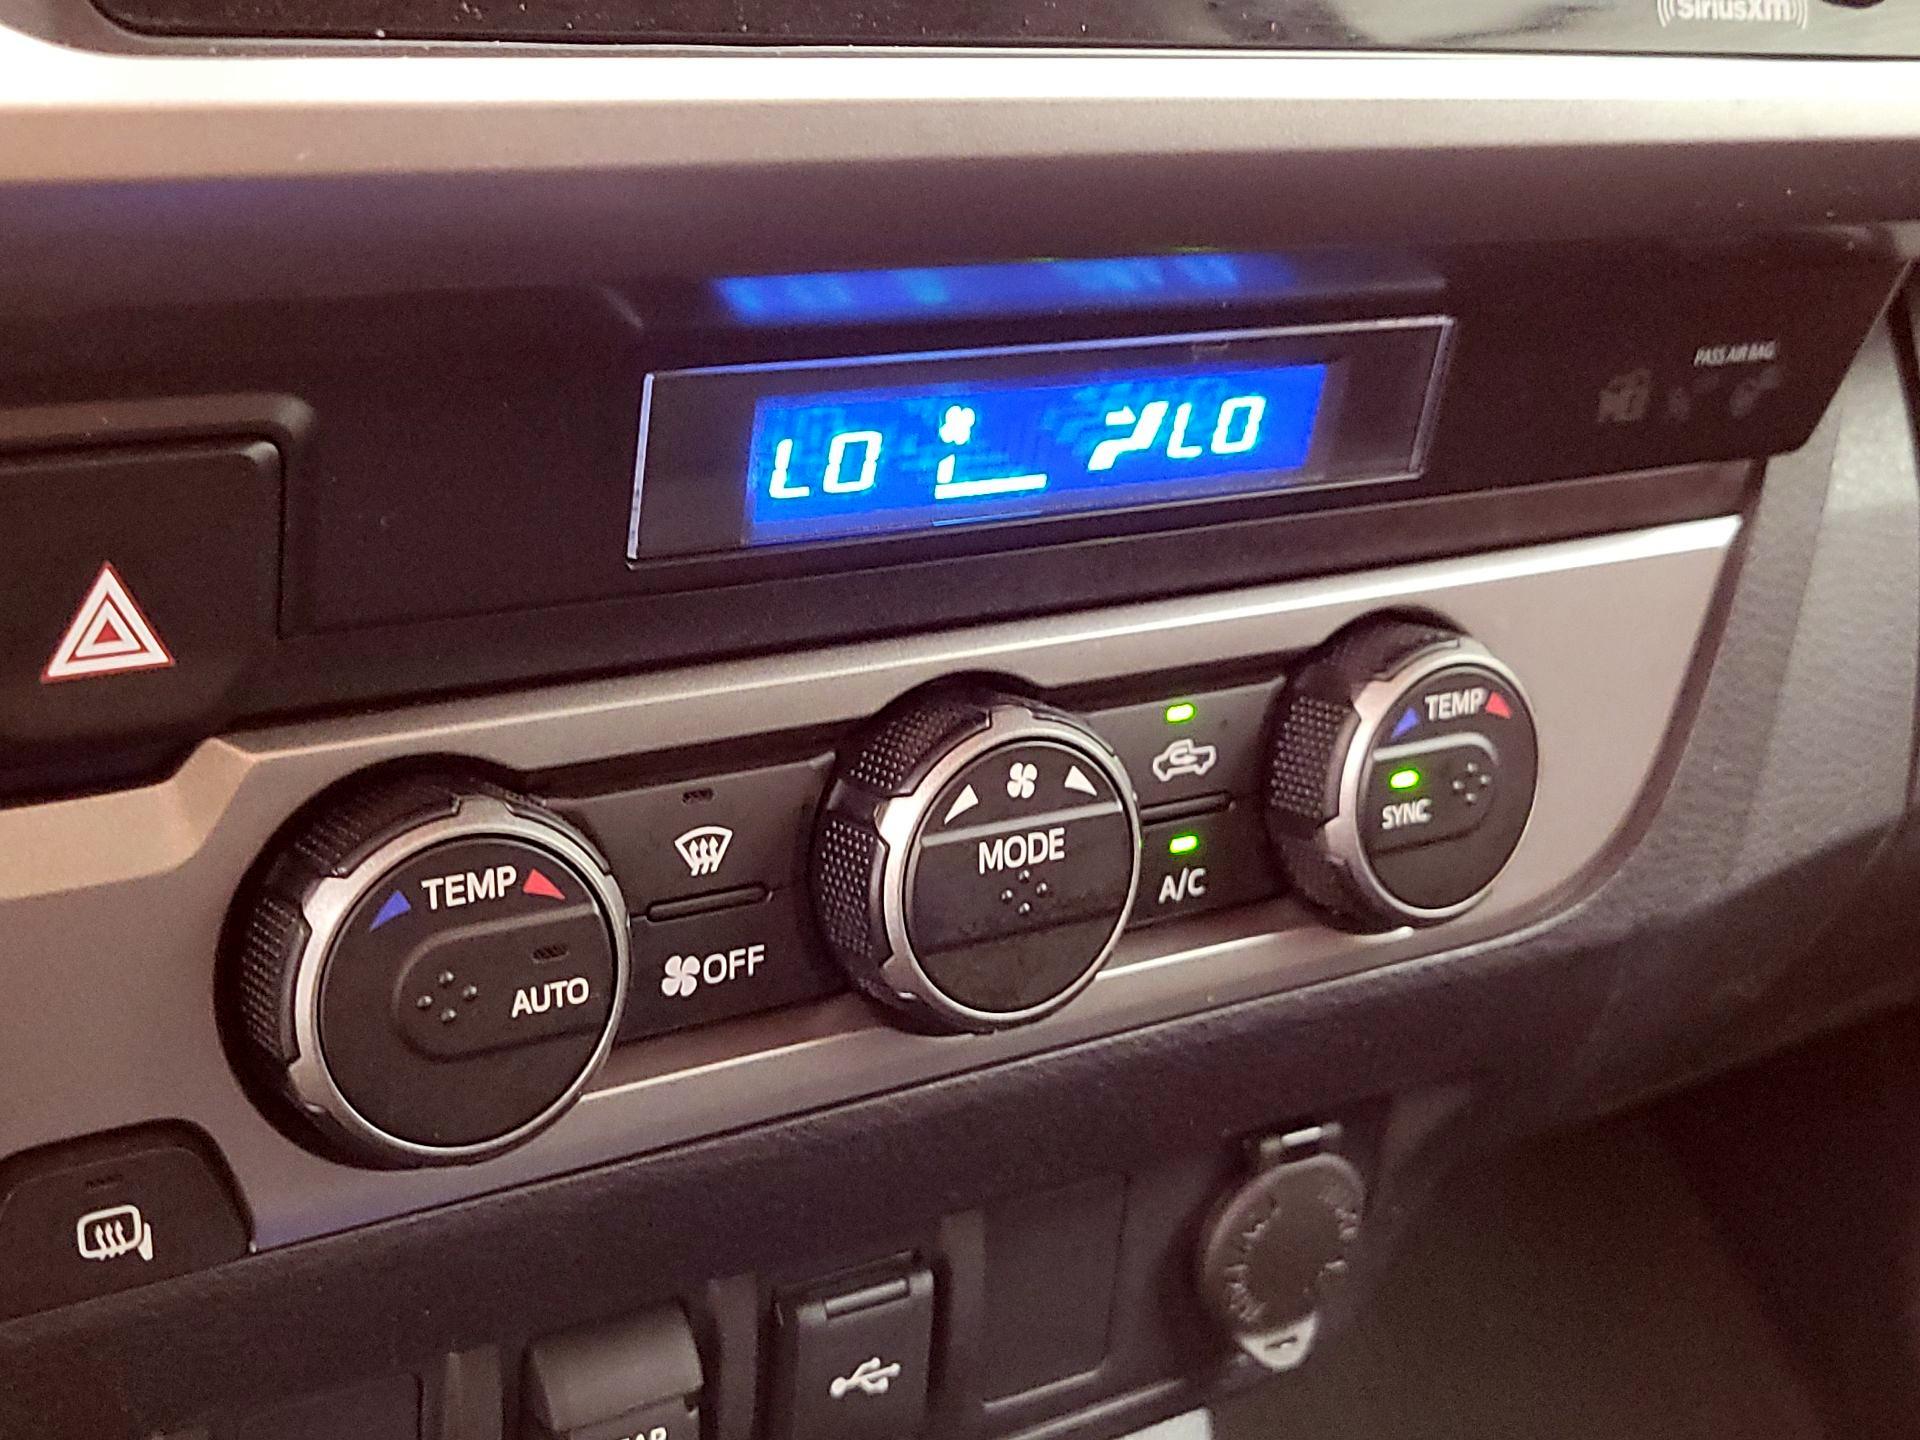 SiriusXm
PASS AIR BAG
LO LO
TEMP
AUTO
OFF
MODE
A/C
TEMP
SYNC